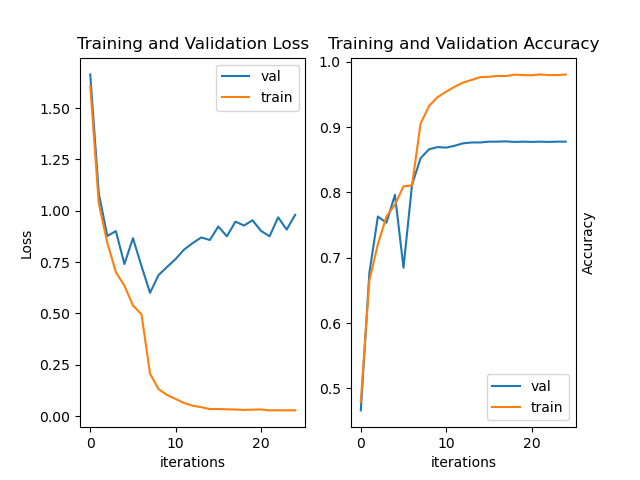 Training and Validation Loss
Training and Validation Accuracy
val
train
1.50
1.25
1.00
0.75
0.50
0.25
0.00
Loss
0
10
20
iterations
1.0
0.9
0.8
0.7
0.6
0.5
val
train
Accuracy
0
10
20
iterations